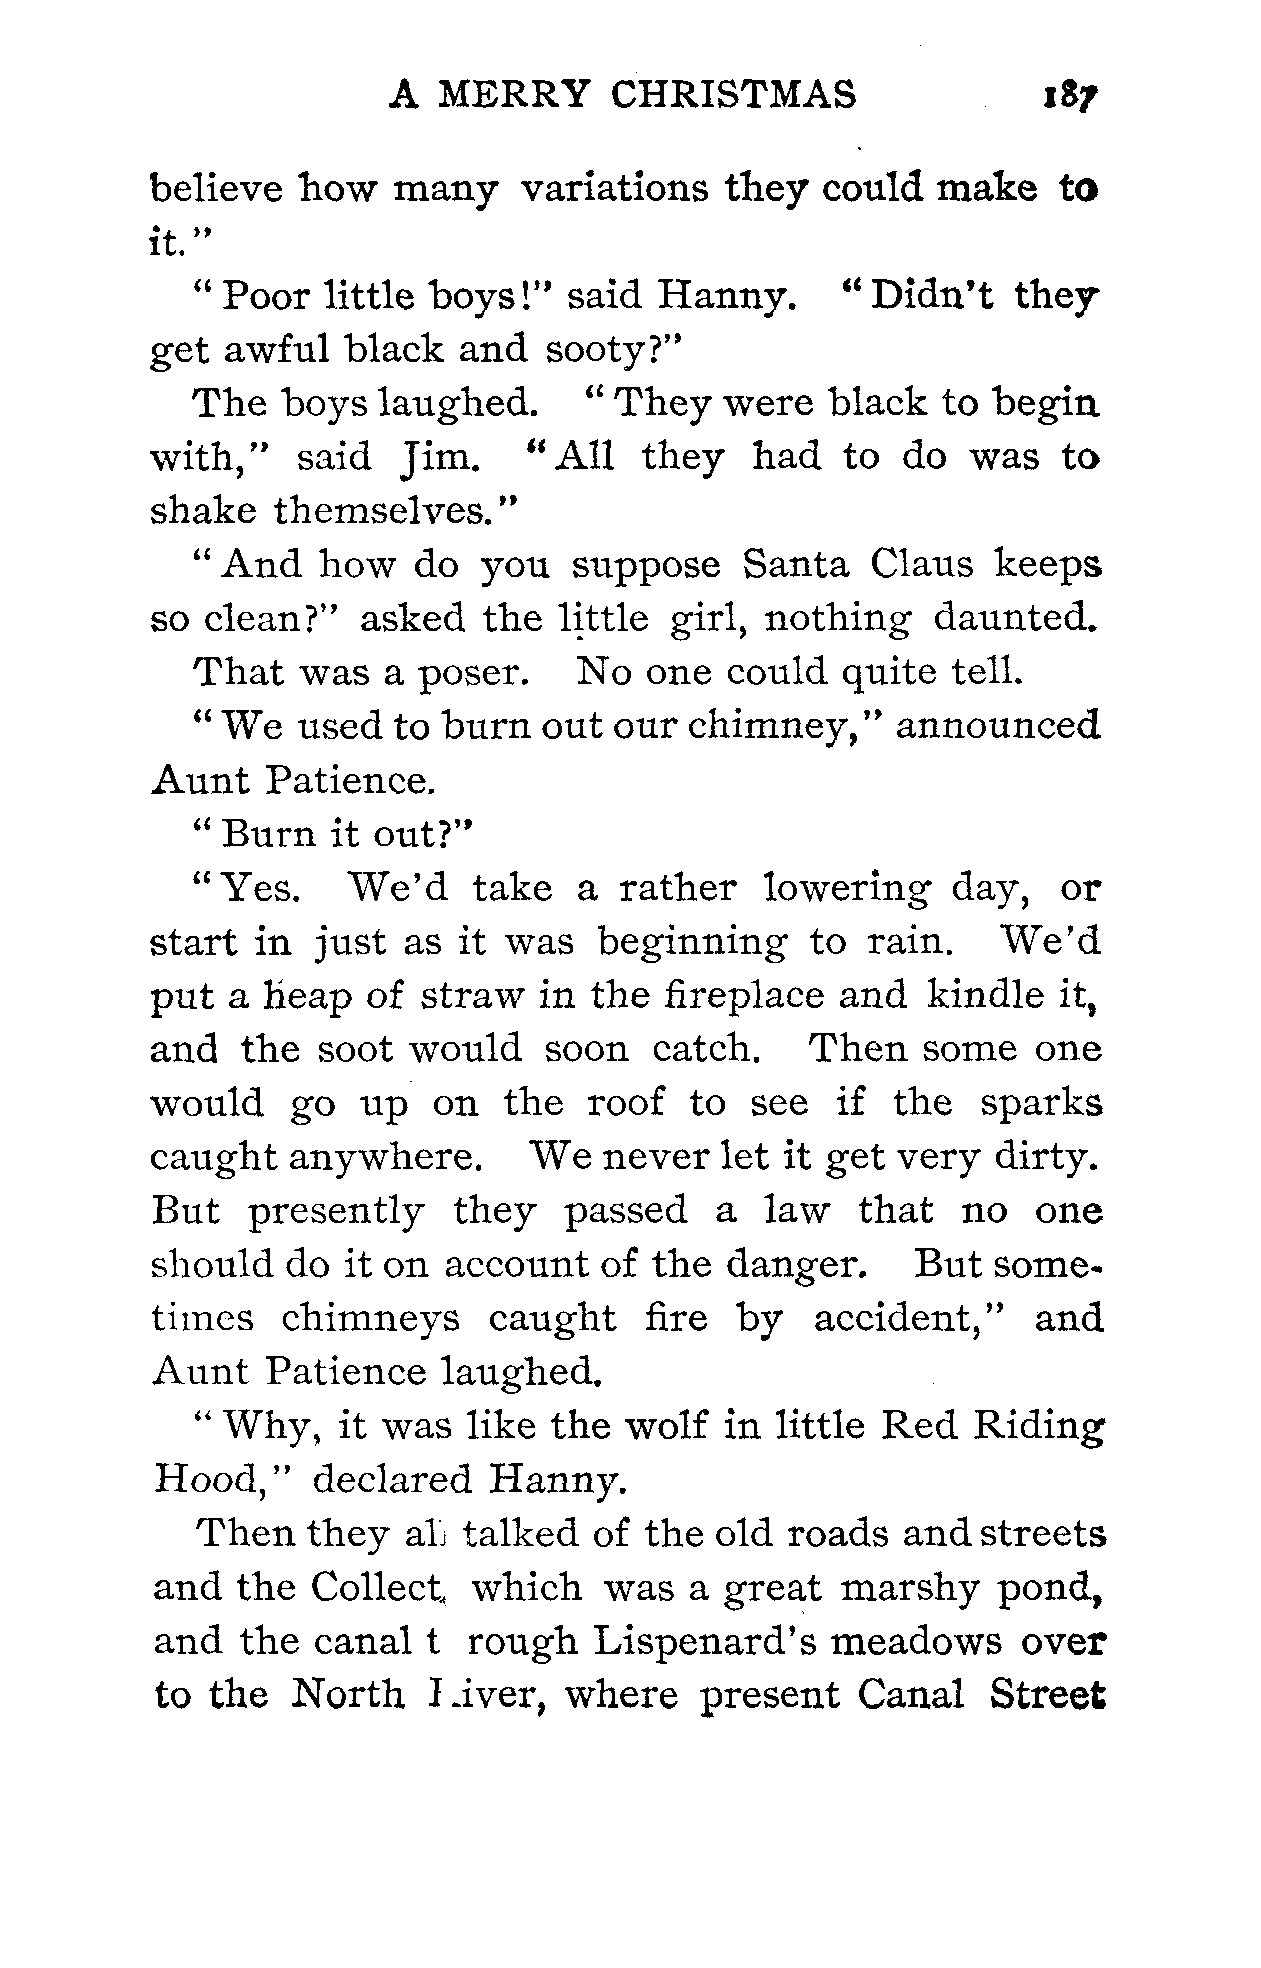 A MERRY CHRISTMAS 187
believe how many variations they could make to
it."
"Poor little boys!" said Hanny. "Didn't they
get awful black and sooty?"
The boys laughed. "They were black to begin
with," said Jim. "All they had to do was to
shake themselves."
"And how do you suppose Santa Claus keeps
so clean?" asked the little girl, nothing daunted.
That was a poser. No one could quite tell.
"We used to burn out our chimney," announced
Aunt Patience.
"Burn it out?"
"Yes. We'd take a rather lowering day, or
start in just as it was beginning to rain. We'd
put a heap of straw in the fireplace and kindle it,
and the soot would soon catch. Then some one
would go up on the roof to see if the sparks
caught anywhere. We never let it get very dirty.
But presently they passed a law that no one
should do it on account of the danger. But some-
times chimneys caught fire by accident," and
Aunt Patience laughed.
"Why, it was like the wolf in little Red Riding
Hood," declared Hanny.
Then they all talked of the old roads and streets
and the Collect, which was a great marshy pond,
and the canal t rough Lispenard's meadows over
to the North River, where present Canal Street